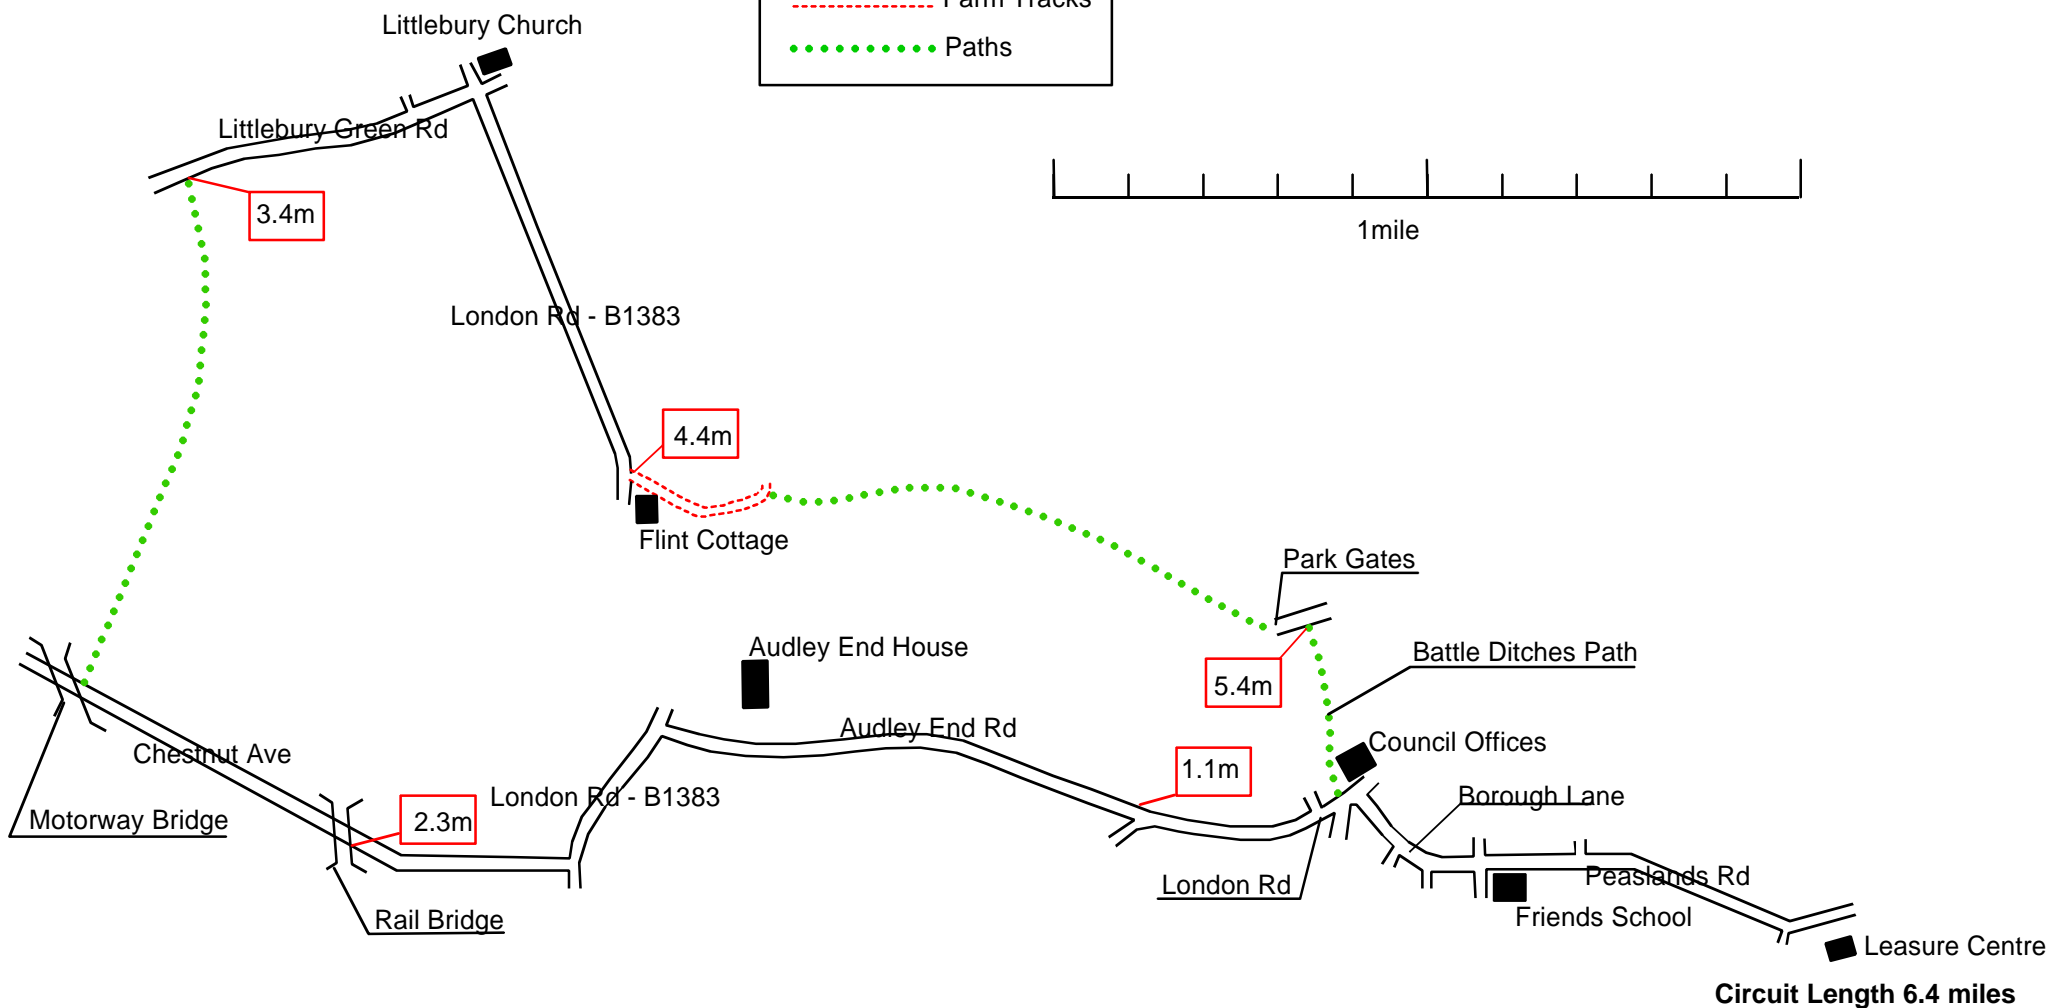 Farm Tracks
Paths
Littlebury Church
Littlebury Green Rd
3.4m
1mile
London Rd - B1383
4.4m
Flint Cottage
Park Gates
Audley End House
Battle Ditches Path
5.4m
Audley End Rd
Council Offices
Chestnut Ave
1.1m
London Rd - B1383
Borough Lane
Motorway Bridge
2.3m
London Rd
Peaslands Rd
Rail Bridge
Friends School
Leasure Centre
Circuit Length 6.4 miles